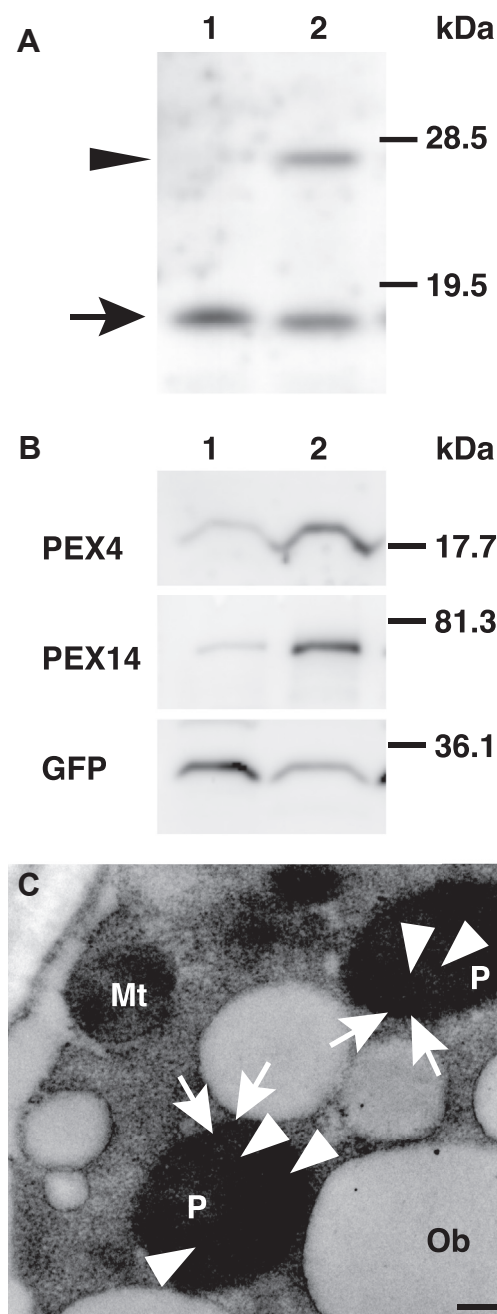 A
1 2 kDa
28.5
19.5
B
1 2 kDa
PEX4 17.7
81.3
PEX14
36.1
GFP
C
Mt
P
P
Ob